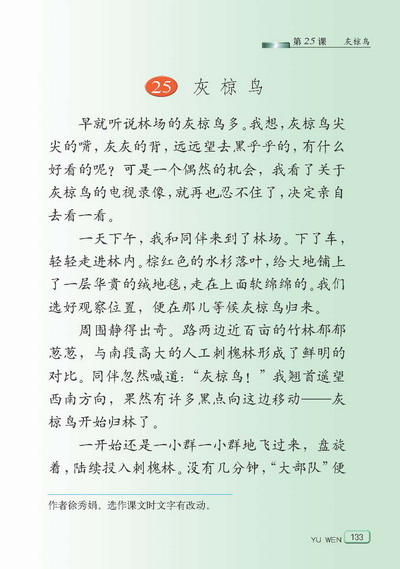 第25课 灰椋鸟
25 灰椋鸟
早就听说林场的灰椋鸟多。我想，灰椋鸟尖
尖的嘴，灰灰的背，远远望去黑乎乎的，有什么
好看的呢？可是一个偶然的机会，我看了关于
灰椋鸟的电视录像，就再也忍不住了，决定亲自
去看一看。
一天下午，我和同伴来到了林场。下了车，
轻轻走进林内。棕红色的水杉落叶，给大地铺上
了一层华贵的绒地毯，走在上面软绵绵的。我们
选好观察位置，便在那儿等候灰椋鸟归来。
周围静得出奇。路两边近百亩的竹林郁郁
葱葱，与南段高大的人工刺槐林形成了鲜明的
对比。同伴忽然喊道：“灰椋鸟！”我翘首遥望
西南方向，果然有许多黑点向这边移动——灰
椋鸟开始归林了。
一开始还是一小群一小群地飞过来，盘旋
着，陆续投入刺槐林。没有几分钟，“大部队”便
作者徐秀娟。选作课文时文字有改动。
YU WEN 133